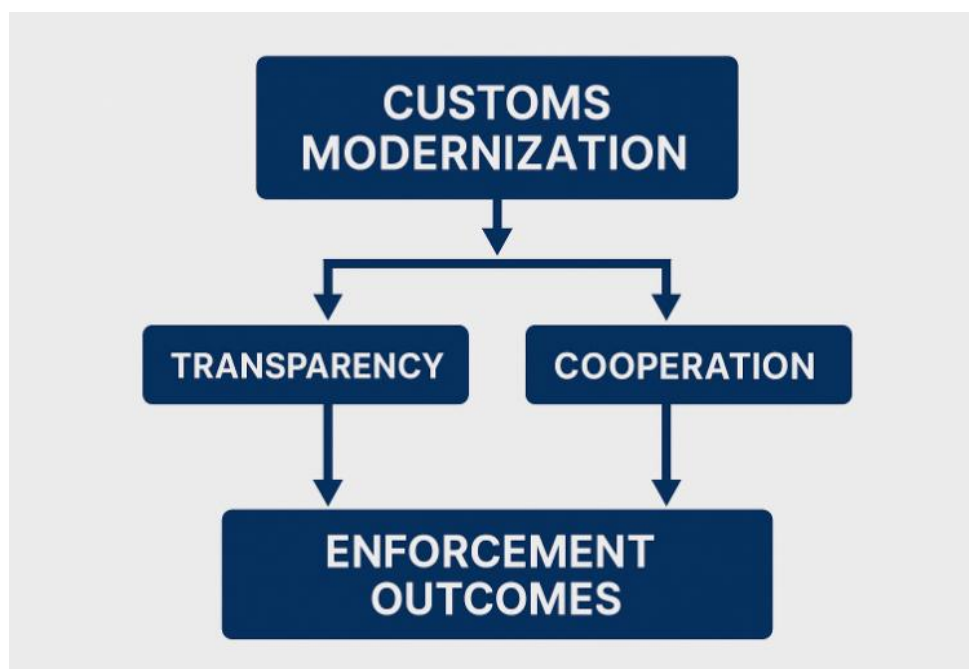 CUSTOMS
MODERNIZATION
TRANSPARENCY
COOPERATION
ENFORCEMENT
OUTCOMES